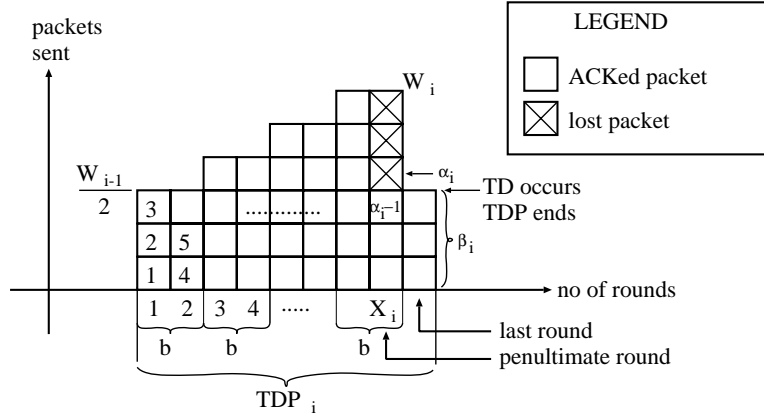 packets
sent
LEGEND
ACKed packet
lost packet
W i
W i-1
2
α i
TD occurs
TDP ends
3 ............. α i−1
2 5
β i
1 4
no of rounds
1 2 3 4 ..... X i
last round
b b b
penultimate round
TDP i